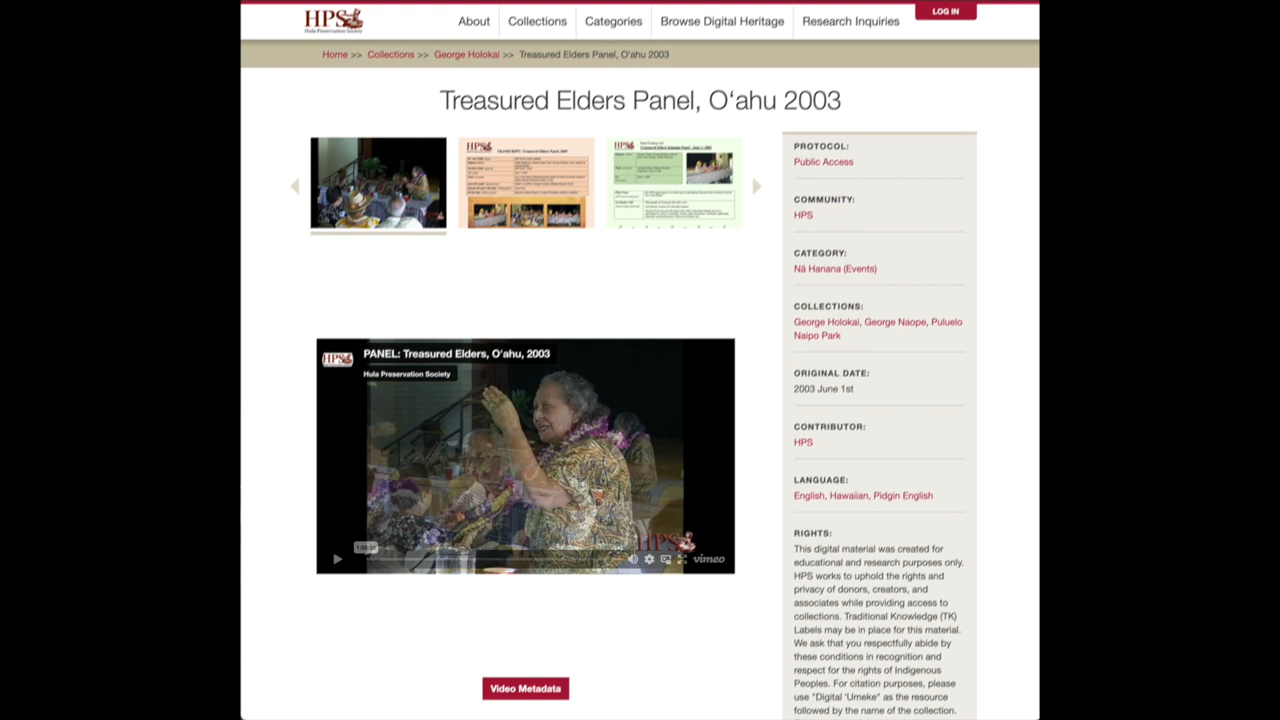 HPS
Hula Preservation Society
About
Collections
Categories
Browse Digital Heritage
Research Inquiries
LOG IN
Home >> Collections >> George Holokai >> Treasured Elders Panel, O'ahu 2003
Treasured Elders Panel, Oʻahu 2003
HPS
HPS
PROTOCOL:
Public Access
COMMUNITY:
HPS
CATEGORY:
Nā Hanana (Events)
COLLECTIONS:
George Holokai, George Naope, Puluelo
Naipo Park
ORIGINAL DATE:
2003 June 1st
CONTRIBUTOR:
HPS
LANGUAGE:
English, Hawaiian, Pidgin English
RIGHTS:
This digital material was created for
educational and research purposes only.
HPS works to uphold the rights and
privacy of donors, creators, and
associates while providing access to
collections. Traditional Knowledge (TK)
Labels may be in place for this material.
We ask that you respectfully abide by
these conditions in recognition and
respect for the rights of Indigenous
Peoples. For citation purposes, please
use "Digital 'Umeke" as the resource
followed by the name of the collection.
HPS
PANEL: Treasured Elders, O'ahu, 2003
Hula Preservation Society
HPS
vimeo
Video Metadata